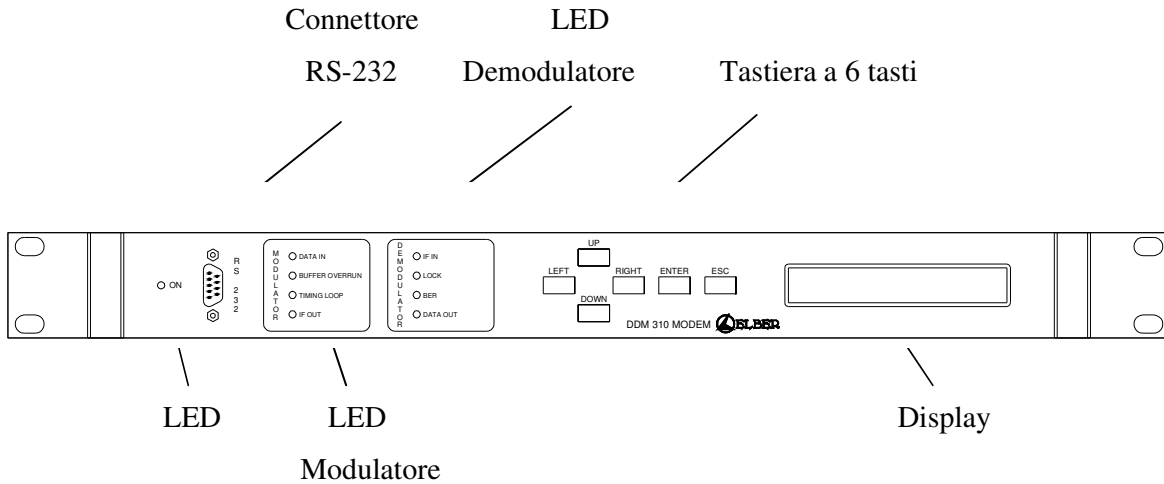 Connettore
RS-232
LED
Demodulatore
Tastiera a 6 tasti
ON
RS 232
MODULATOR
DATA IN
BUFFER OVERRUN
TIMING LOOP
IF OUT
DEMODULATOR
IF IN
LOCK
BER
DATA OUT
UP
LEFT
RIGHT
ENTER
ESC
DOWN
DDM 310 MODEM ELBER
LED
LED
Modulatore
Display